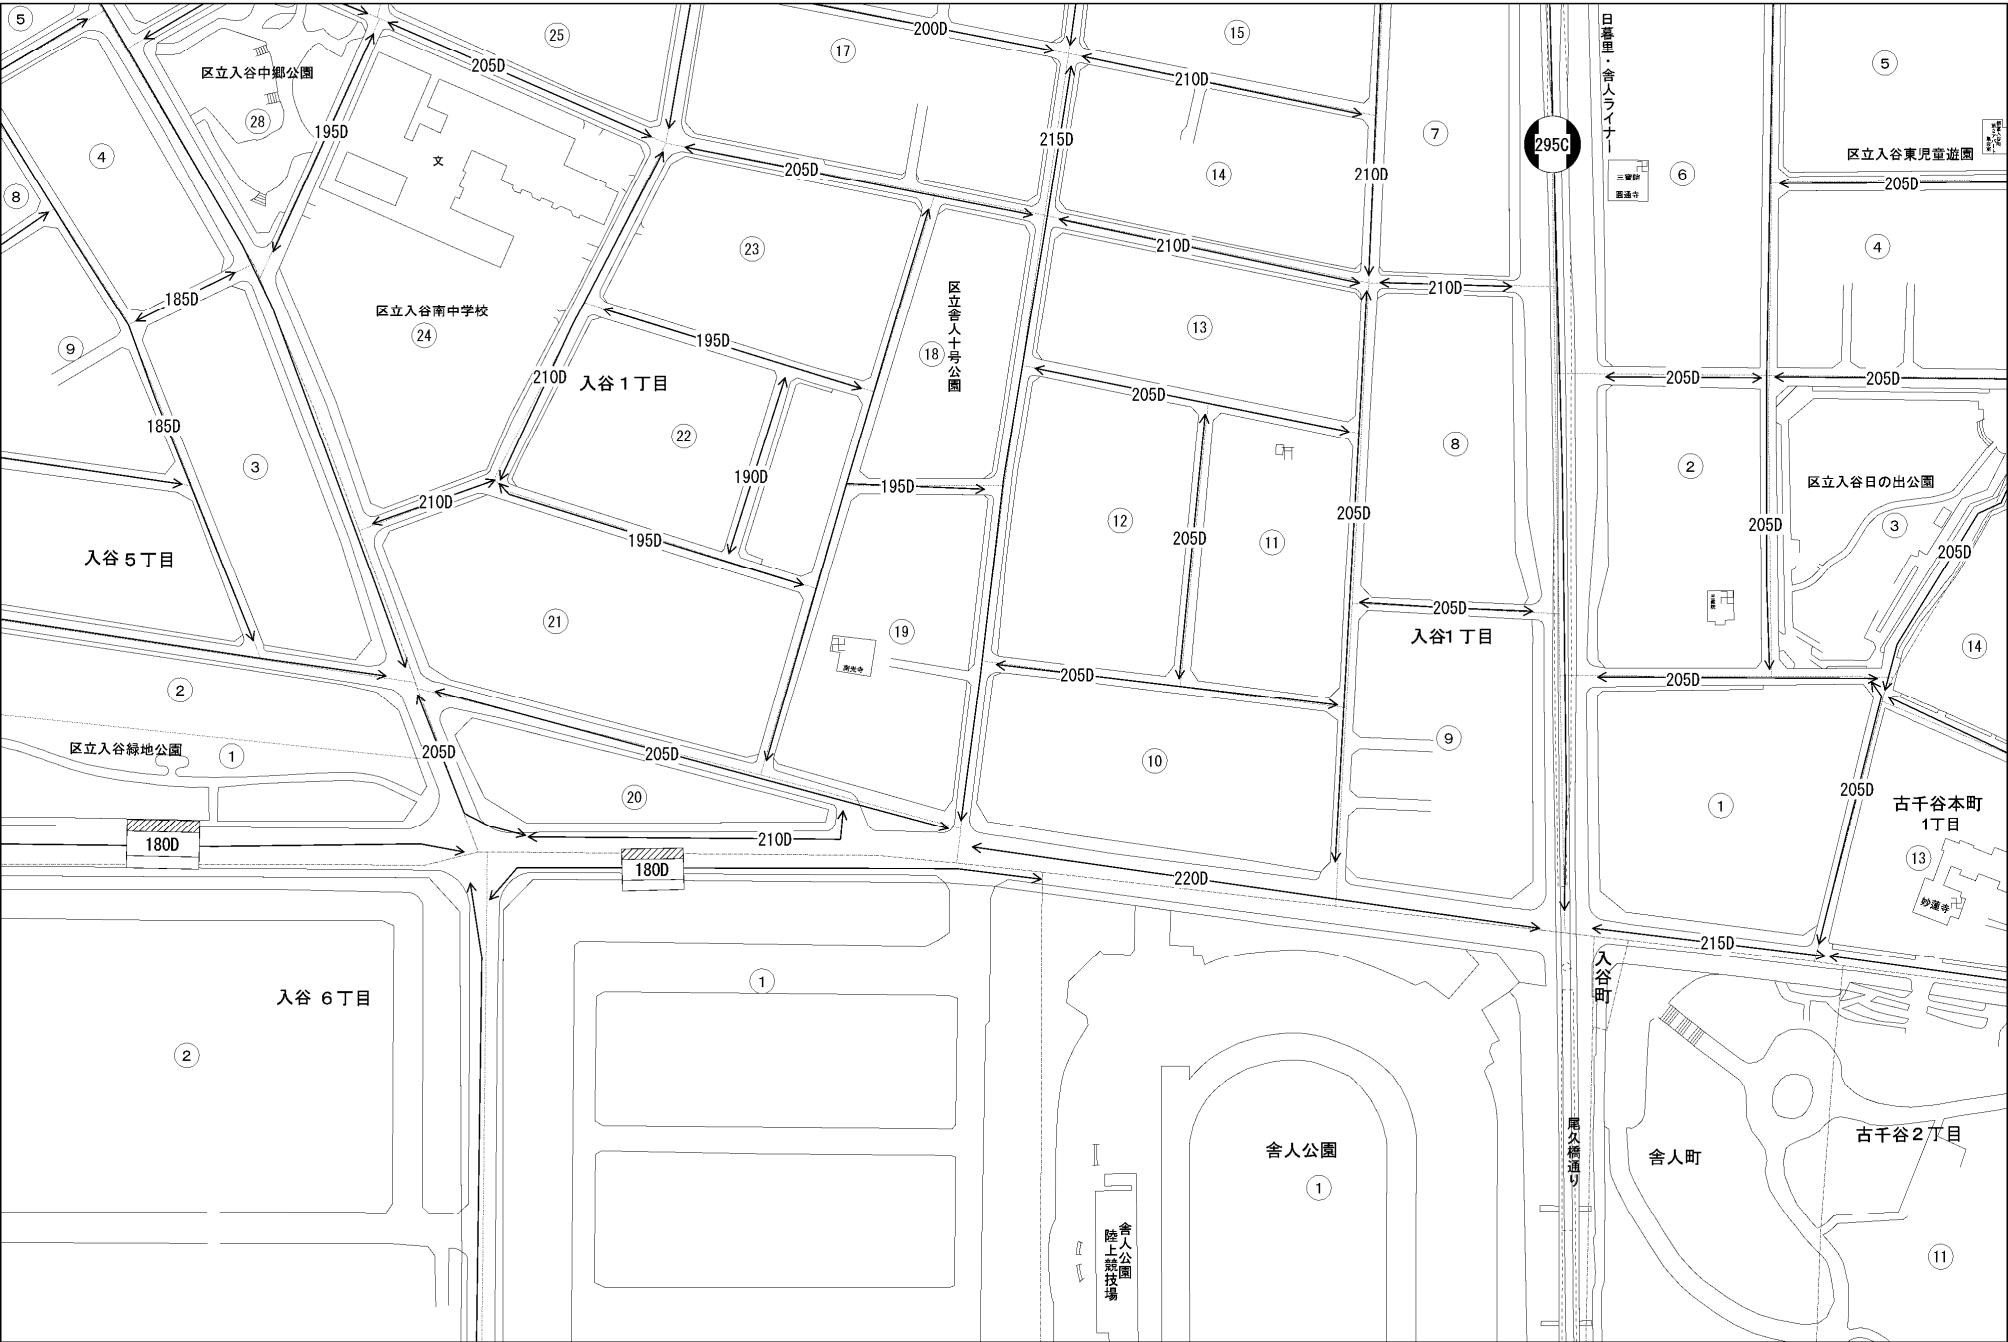 5
25
200D
17
15
日暮里・舎人ライナー
5
区立入谷中郷公園
205D
210D
28
195D
215D
7
295C
4
文
205D
14
210D
三寳院
圓通寺
6
区立入谷東児童遊園
205D
8
23
210D
4
185D
区立入谷南中学校
24
区立舎人十号公園
210D
13
9
195D
18
210D
入谷1丁目
205D
205D
205D
185D
22
8
3
190D
195D
2
区立入谷日の出公園
210D
12
205D
205D
3
195D
205D
11
205D
入谷5丁目
21
19
205D
入谷1丁目
14
2
205D
205D
区立入谷緑地公園
1
205D
205D
10
9
20
1
205D
古千谷本町
1丁目
180D
210D
180D
220D
13
妙蓮寺
215D
入谷町
入谷 6丁目
1
2
尾久橋通り
舎人公園
1
舎人町
古千谷2丁目
舎人公園
陸上競技場
11